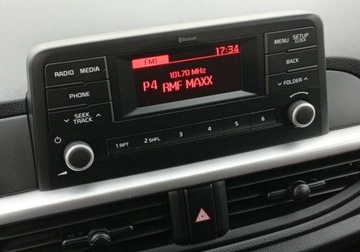 Bluetooth
FM1 17:34
101.70 MHz
P4 RMF MAXX
RADIO MEDIA
PHONE
SEEK
TRACK
MENU SETUP
CLOCK
BACK
FOLDER
1 RPT 2 SHFL 3 4 5 6